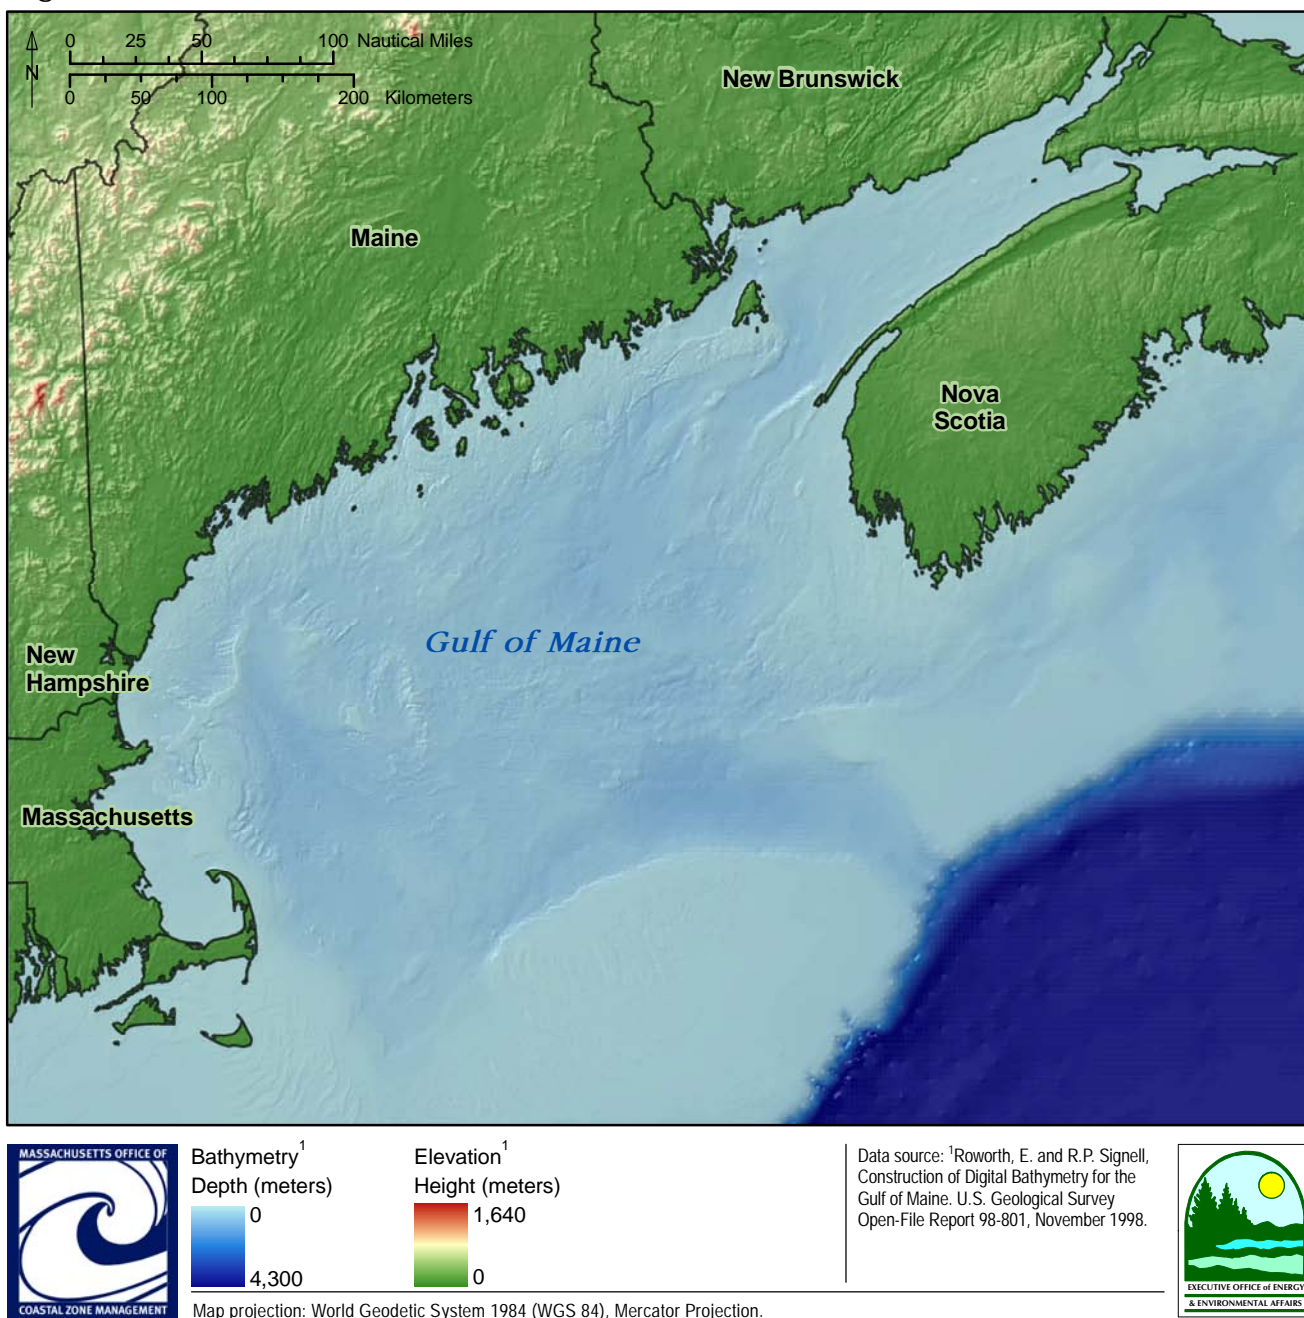 0 25 50 100 Nautical Miles
N
0 50 100 200 Kilometers
New Brunswick
Maine
Nova
Scotia
Gulf of Maine
New
Hampshire
Massachusetts
MASSACHUSETTS OFFICE OF
COASTAL ZONE MANAGEMENT
Bathymetry¹
Depth (meters)
0
4,300
Elevation¹
Height (meters)
1,640
0
Data source: ¹Roworth, E. and R.P. Signell,
Construction of Digital Bathymetry for the
Gulf of Maine. U.S. Geological Survey
Open-File Report 98-801, November 1998.
EXECUTIVE OFFICE of ENERGY
& ENVIRONMENTAL AFFAIRS
Map projection: World Geodetic System 1984 (WGS 84), Mercator Projection.